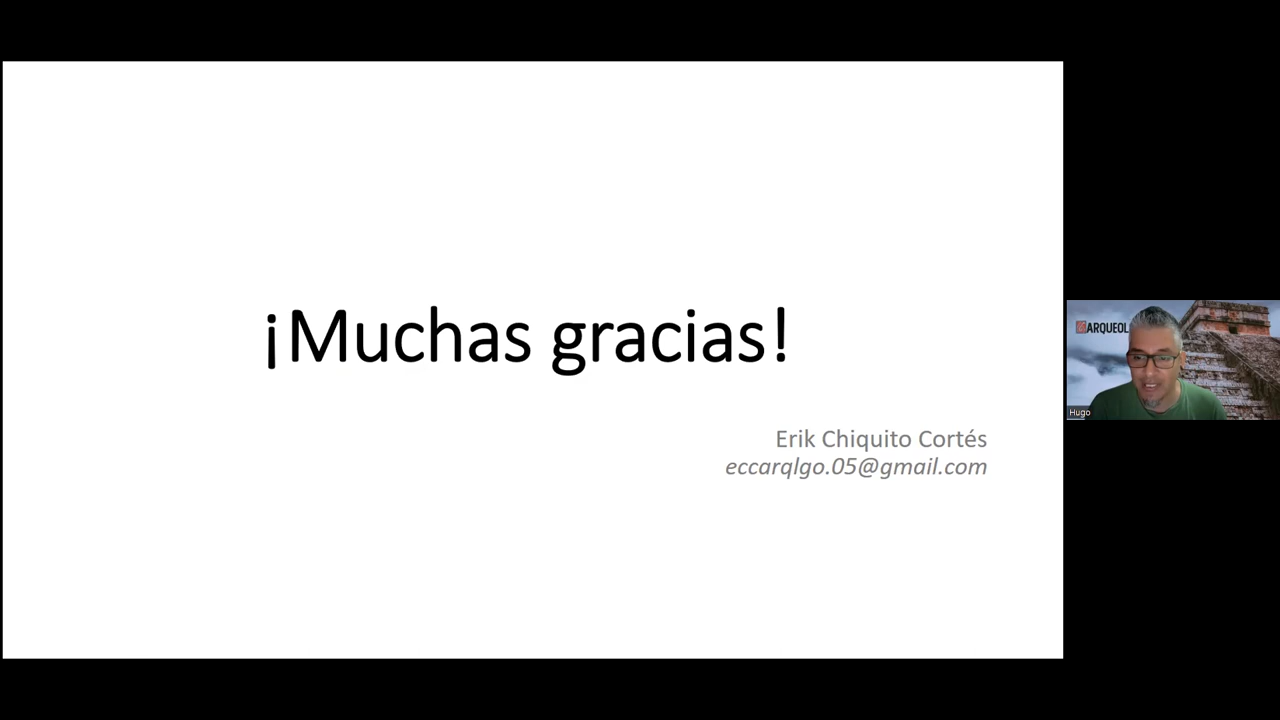 ¡Muchas gracias!
Erik Chiquito Cortés
eccarqlgo.05@gmail.com
ARQUEOL
Hugo